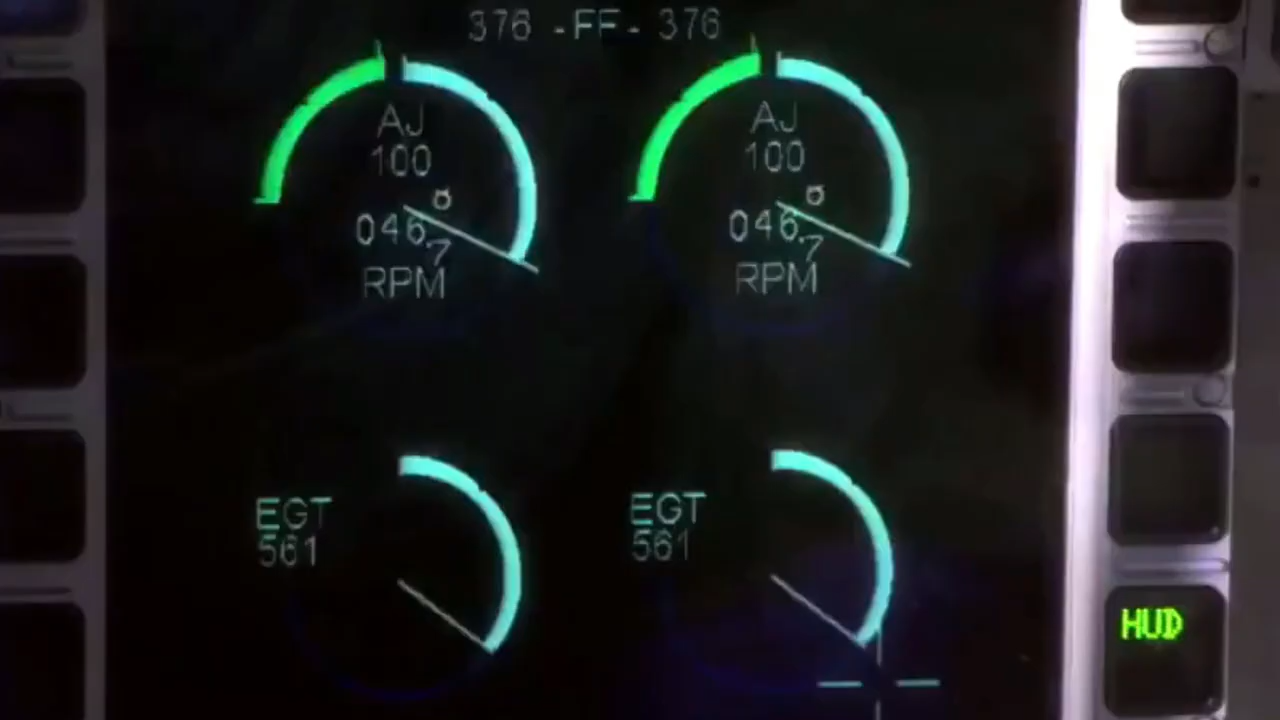 376 -FF- 376
AJ
100
046.7
RPM
AJ
100
046.7
RPM
EGT
561
EGT
561
HUD